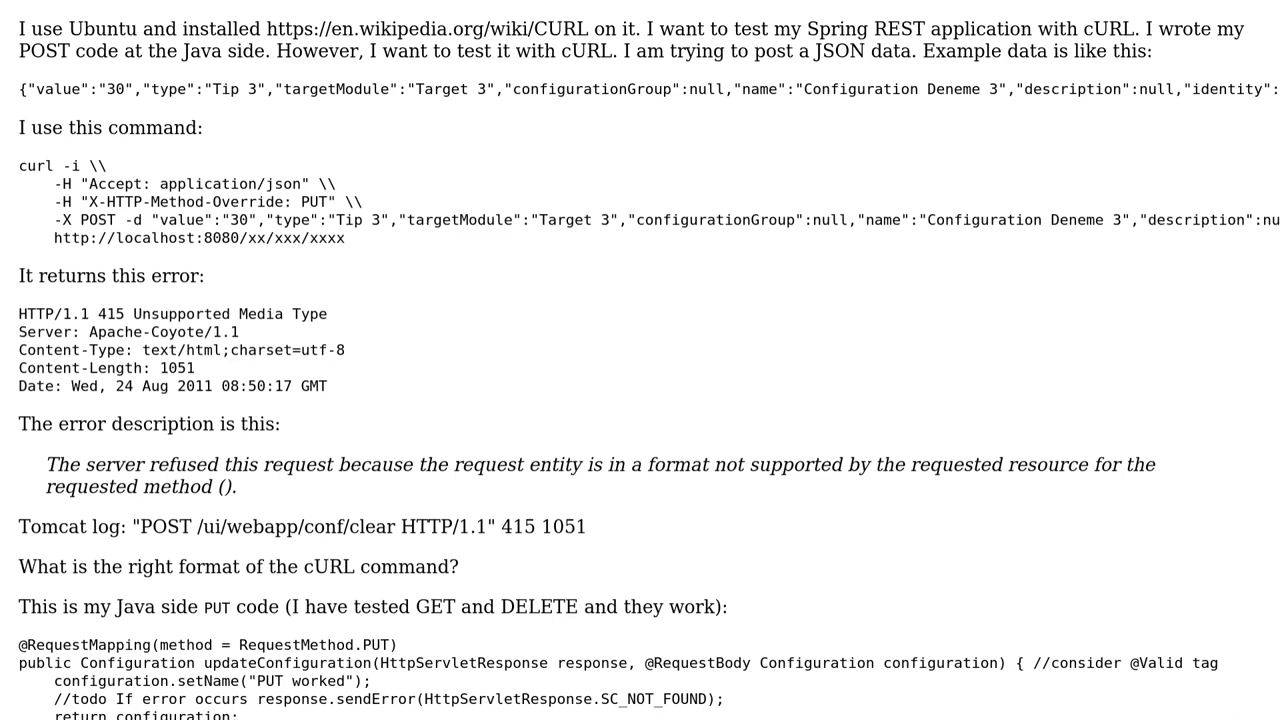 I use Ubuntu and installed https://en.wikipedia.org/wiki/CURL on it. I want to test my Spring REST application with cURL. I wrote my
POST code at the Java side. However, I want to test it with cURL. I am trying to post a JSON data. Example data is like this:
{"value":"30","type":"Tip 3","targetModule":"Target 3","configurationGroup":null,"name":"Configuration Deneme 3","description":null,"identity":
I use this command:
curl -i \\
    -H "Accept: application/json" \\
    -H "X-HTTP-Method-Override: PUT" \\
    -X POST -d "value":"30","type":"Tip 3","targetModule":"Target 3","configurationGroup":null,"name":"Configuration Deneme 3","description":nu
    http://localhost:8080/xx/xxx/xxxx
It returns this error:
HTTP/1.1 415 Unsupported Media Type
Server: Apache-Coyote/1.1
Content-Type: text/html;charset=utf-8
Content-Length: 1051
Date: Wed, 24 Aug 2011 08:50:17 GMT
The error description is this:
The server refused this request because the request entity is in a format not supported by the requested resource for the
requested method ().
Tomcat log: "POST /ui/webapp/conf/clear HTTP/1.1" 415 1051
What is the right format of the cURL command?
This is my Java side PUT code (I have tested GET and DELETE and they work):
@RequestMapping(method = RequestMethod.PUT)
public Configuration updateConfiguration(HttpServletResponse response, @RequestBody Configuration configuration) { //consider @Valid tag
    configuration.setName("PUT worked");
    //todo If error occurs response.sendError(HttpServletResponse.SC_NOT_FOUND);
    return configuration;